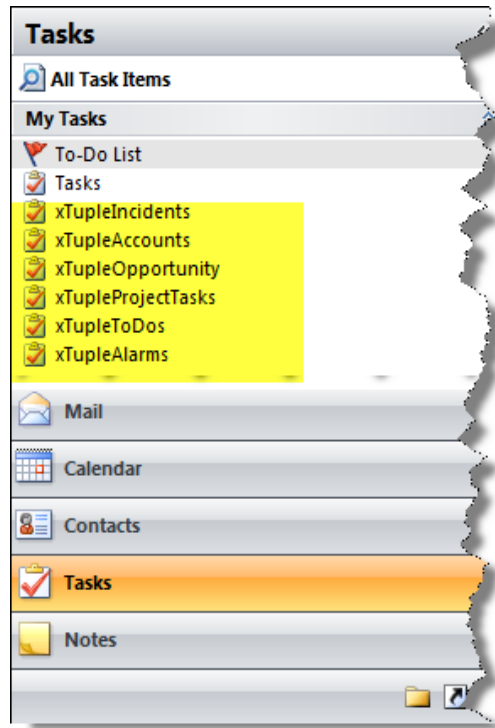 Tasks
All Task Items
My Tasks
To-Do List
Tasks
xTupleIncidents
xTupleAccounts
xTupleOpportunity
xTupleProjectTasks
xTupleToDos
xTupleAlarms
Mail
Calendar
Contacts
Tasks
Notes